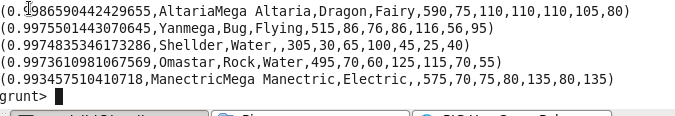 (0.9986590442429655,AltariaMega Altaria,Dragon,Fairy,590,75,110,110,110,105,80)
(0.9975501443070645,Yanmega,Bug,Flying,515,86,76,86,116,56,95)
(0.9974835346173286,Shellder,Water,,305,30,65,100,45,25,40)
(0.9973610981067569,Omastar,Rock,Water,495,70,60,125,115,70,55)
(0.993457510410718,ManectricMega Manectric,Electric,,575,70,75,80,135,80,135)
grunt>